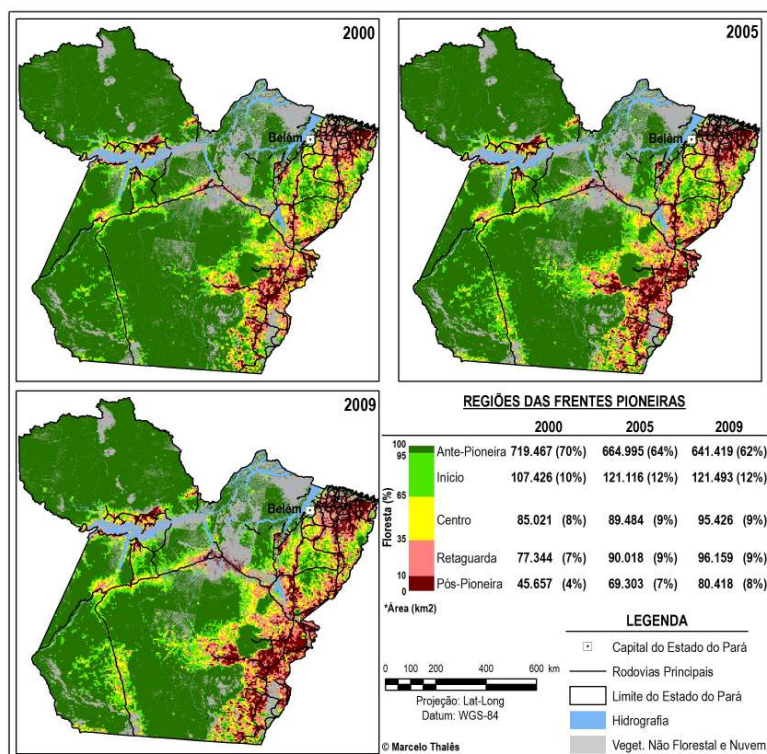 2000
Belém
2005
Belém
2009
Belém
REGIÕES DAS FRENTES PIONEIRAS
2000 2005 2009
Floresta (%)
100
95
65
35
10
0
Ante-Pioneira 719.467 (70%) 664.995 (64%) 641.419 (62%)
Início 107.426 (10%) 121.116 (12%) 121.493 (12%)
Centro 85.021 (8%) 89.484 (9%) 95.426 (9%)
Retaguarda 77.344 (7%) 90.018 (9%) 96.159 (9%)
Pós-Pioneira 45.657 (4%) 69.303 (7%) 80.418 (8%)
*Área (km2)
LEGENDA
Capital do Estado do Pará
Rodovias Principais
Limite do Estado do Pará
Hidrografia
Veget. Não Florestal e Nuvem
0 100 200 400 600
km
Projeção: Lat-Long
Datum: WGS-84
© Marcelo Thalês